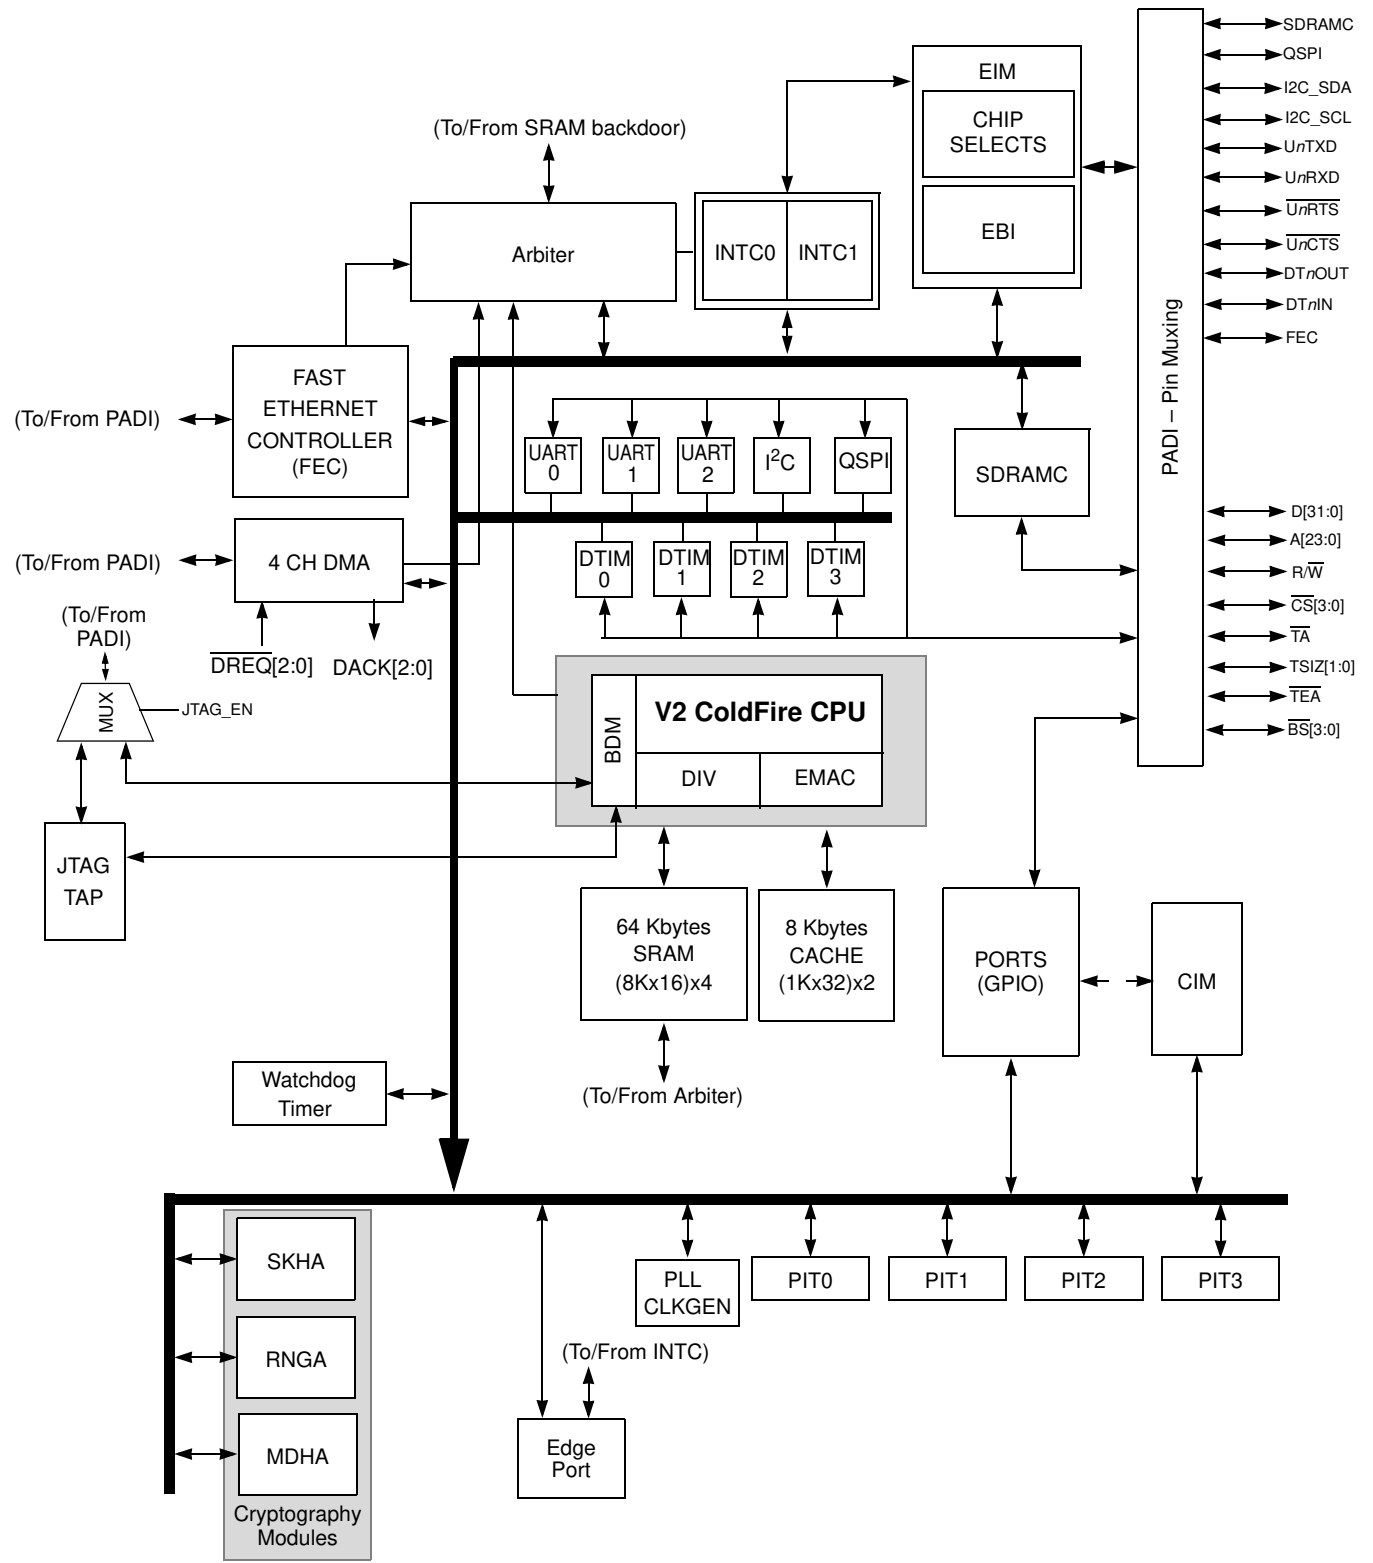 SDRAMC
QSPI
I2C_SDA
I2C_SCL
UnTXD
UnRXD
UnRTS
UnCTS
DTnOUT
DTnIN
FEC
PADI – Pin Muxing
D[31:0]
A[23:0]
R/W
CS[3:0]
TA
TSIZ[1:0]
TEA
BS[3:0]
EIM
CHIP
SELECTS
EBI
(To/From SRAM backdoor)
Arbiter
INTC0
INTC1
FAST
ETHERNET
CONTROLLER
(FEC)
(To/From PADI)
UART
0
UART
1
UART
2
I2C
QSPI
SDRAMC
DTIM
0
DTIM
1
DTIM
2
DTIM
3
4 CH DMA
(To/From PADI)
DREQ[2:0]
DACK[2:0]
(To/From
PADI)
MUX
JTAG_EN
JTAG
TAP
BDM
V2 ColdFire CPU
DIV
EMAC
64 Kbytes
SRAM
(8Kx16)x4
8 Kbytes
CACHE
(1Kx32)x2
(To/From Arbiter)
PORTS
(GPIO)
CIM
Watchdog
Timer
SKHA
RNGA
MDHA
Cryptography
Modules
PLL
CLKGEN
PIT0
PIT1
PIT2
PIT3
(To/From INTC)
Edge
Port